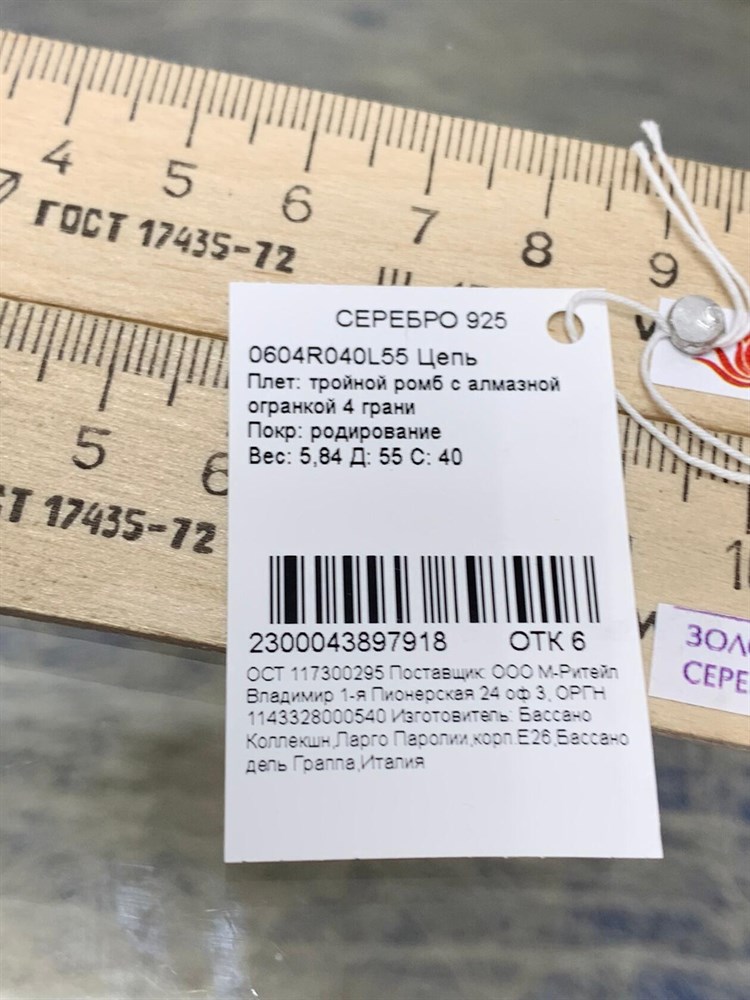 4 5 6 7 8 9
ГОСТ 17435-72
Ш
5 6
ГОСТ 17435-72
СЕРЕБРО 925
0604R040L55 Цепь
Плет: тройной ромб с алмазной
огранкой 4 грани
Покр: родирование
Вес: 5,84 Д: 55 С: 40
2300043897918 ОТК 6
ОСТ 117300295 Поставщик: ООО М-Ритейл
Владимир 1-я Пионерская 24 оф 3, ОРГН
1143328000540 Изготовитель: Бассано
Коллекшн,Ларго Паролии,корп.Е26,Бассано
дель Граппа,Италия